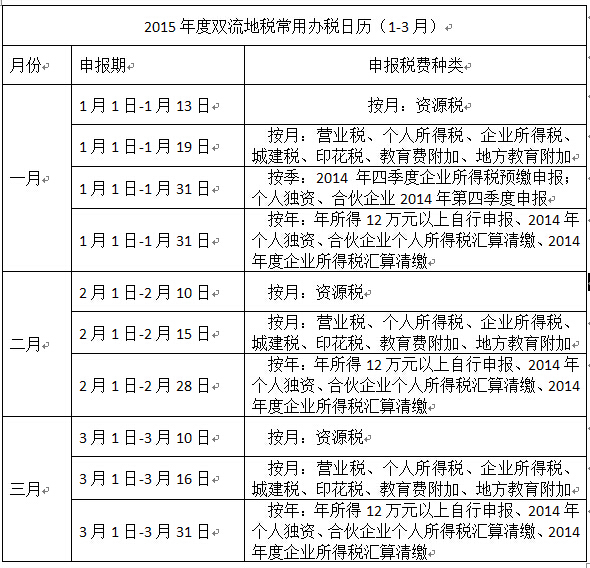 2015 年度双流地税常用办税日历（1-3 月）
月份 申报期 申报税费种类
一月
1 月 1 日-1 月 13 日 按月：资源税
1 月 1 日-1 月 19 日 按月：营业税、个人所得税、企业所得税、
城建税、印花税、教育费附加、地方教育附加
1 月 1 日-1 月 31 日 按季：2014 年四季度企业所得税预缴申报；
个人独资、合伙企业 2014 年第四季度申报
1 月 1 日-1 月 31 日 按年：年所得 12 万元以上自行申报、2014 年
个人独资、合伙企业个人所得税汇算清缴、2014
年度企业所得税汇算清缴
二月
2 月 1 日-2 月 10 日 按月：资源税
2 月 1 日-2 月 15 日 按月：营业税、个人所得税、企业所得税、
城建税、印花税、教育费附加、地方教育附加
2 月 1 日-2 月 28 日 按年：年所得 12 万元以上自行申报、2014 年
个人独资、合伙企业个人所得税汇算清缴、2014
年度企业所得税汇算清缴
三月
3 月 1 日-3 月 10 日 按月：资源税
3 月 1 日-3 月 16 日 按月：营业税、个人所得税、企业所得税、
城建税、印花税、教育费附加、地方教育附加
3 月 1 日-3 月 31 日 按年：年所得 12 万元以上自行申报、2014 年
个人独资、合伙企业个人所得税汇算清缴、2014
年度企业所得税汇算清缴